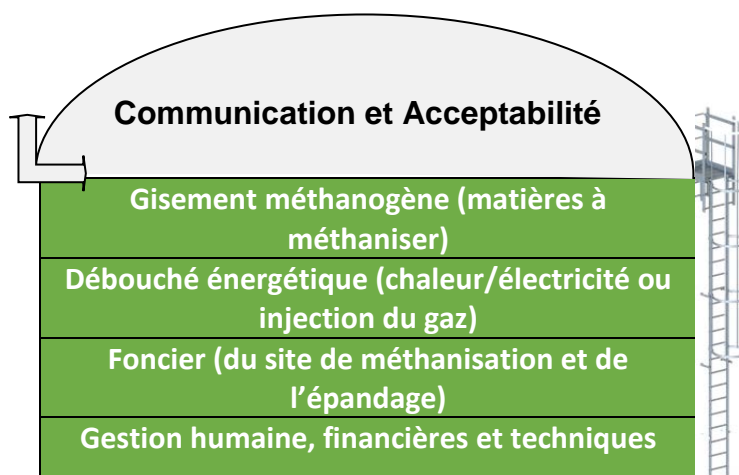 Communication et Acceptabilité
Gisement méthanogène (matières à
méthaniser)
Débouché énergétique (chaleur/électricité ou
injection du gaz)
Foncier (du site de méthanisation et de
l'épandage)
Gestion humaine, financières et techniques